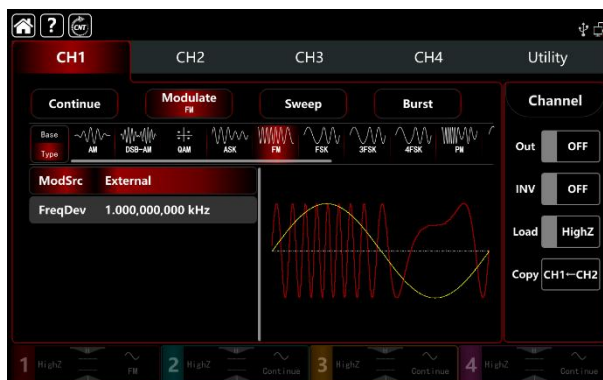 ? CNT
CH1 CH2 CH3 CH4 Utility
Continue Modulate FM Sweep Burst Channel
Base Type AM DSB-AM QAM ASK FM FSK 3FSK 4FSK PM
Out OFF
ModSrc External
INV OFF
FreqDev 1.000,000,000 kHz
Load HighZ
Copy CH1←CH2
1 HighZ FM 2 HighZ Continue 3 HighZ Continue 4 HighZ Continue